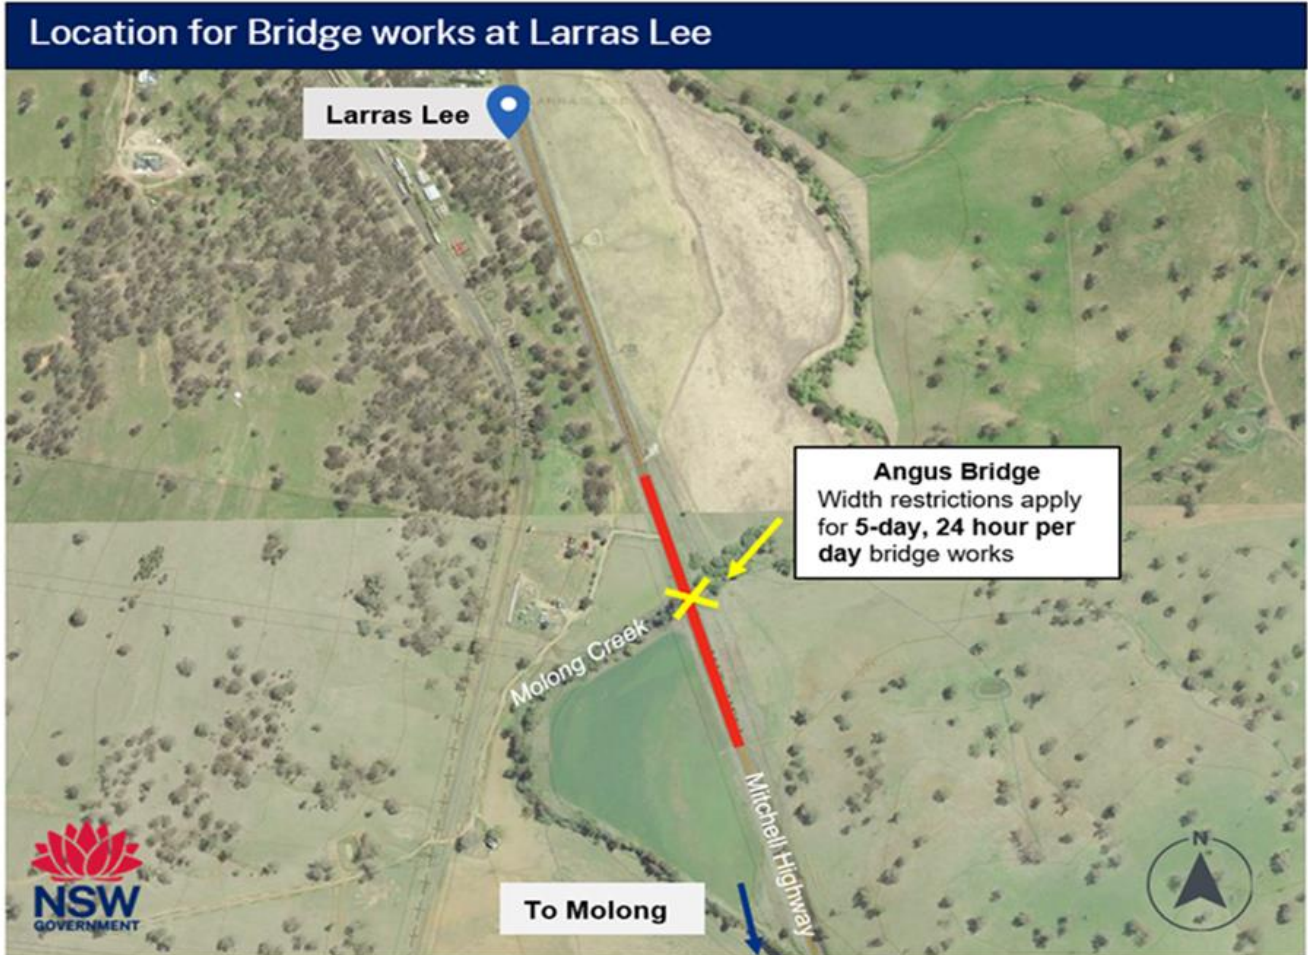 Location for Bridge works at Larras Lee
Larras Lee
Angus Bridge
Width restrictions apply
for 5-day, 24 hour per
day bridge works
Molong Creek
Mitchell Highway
To Molong
N
NSW
GOVERNMENT